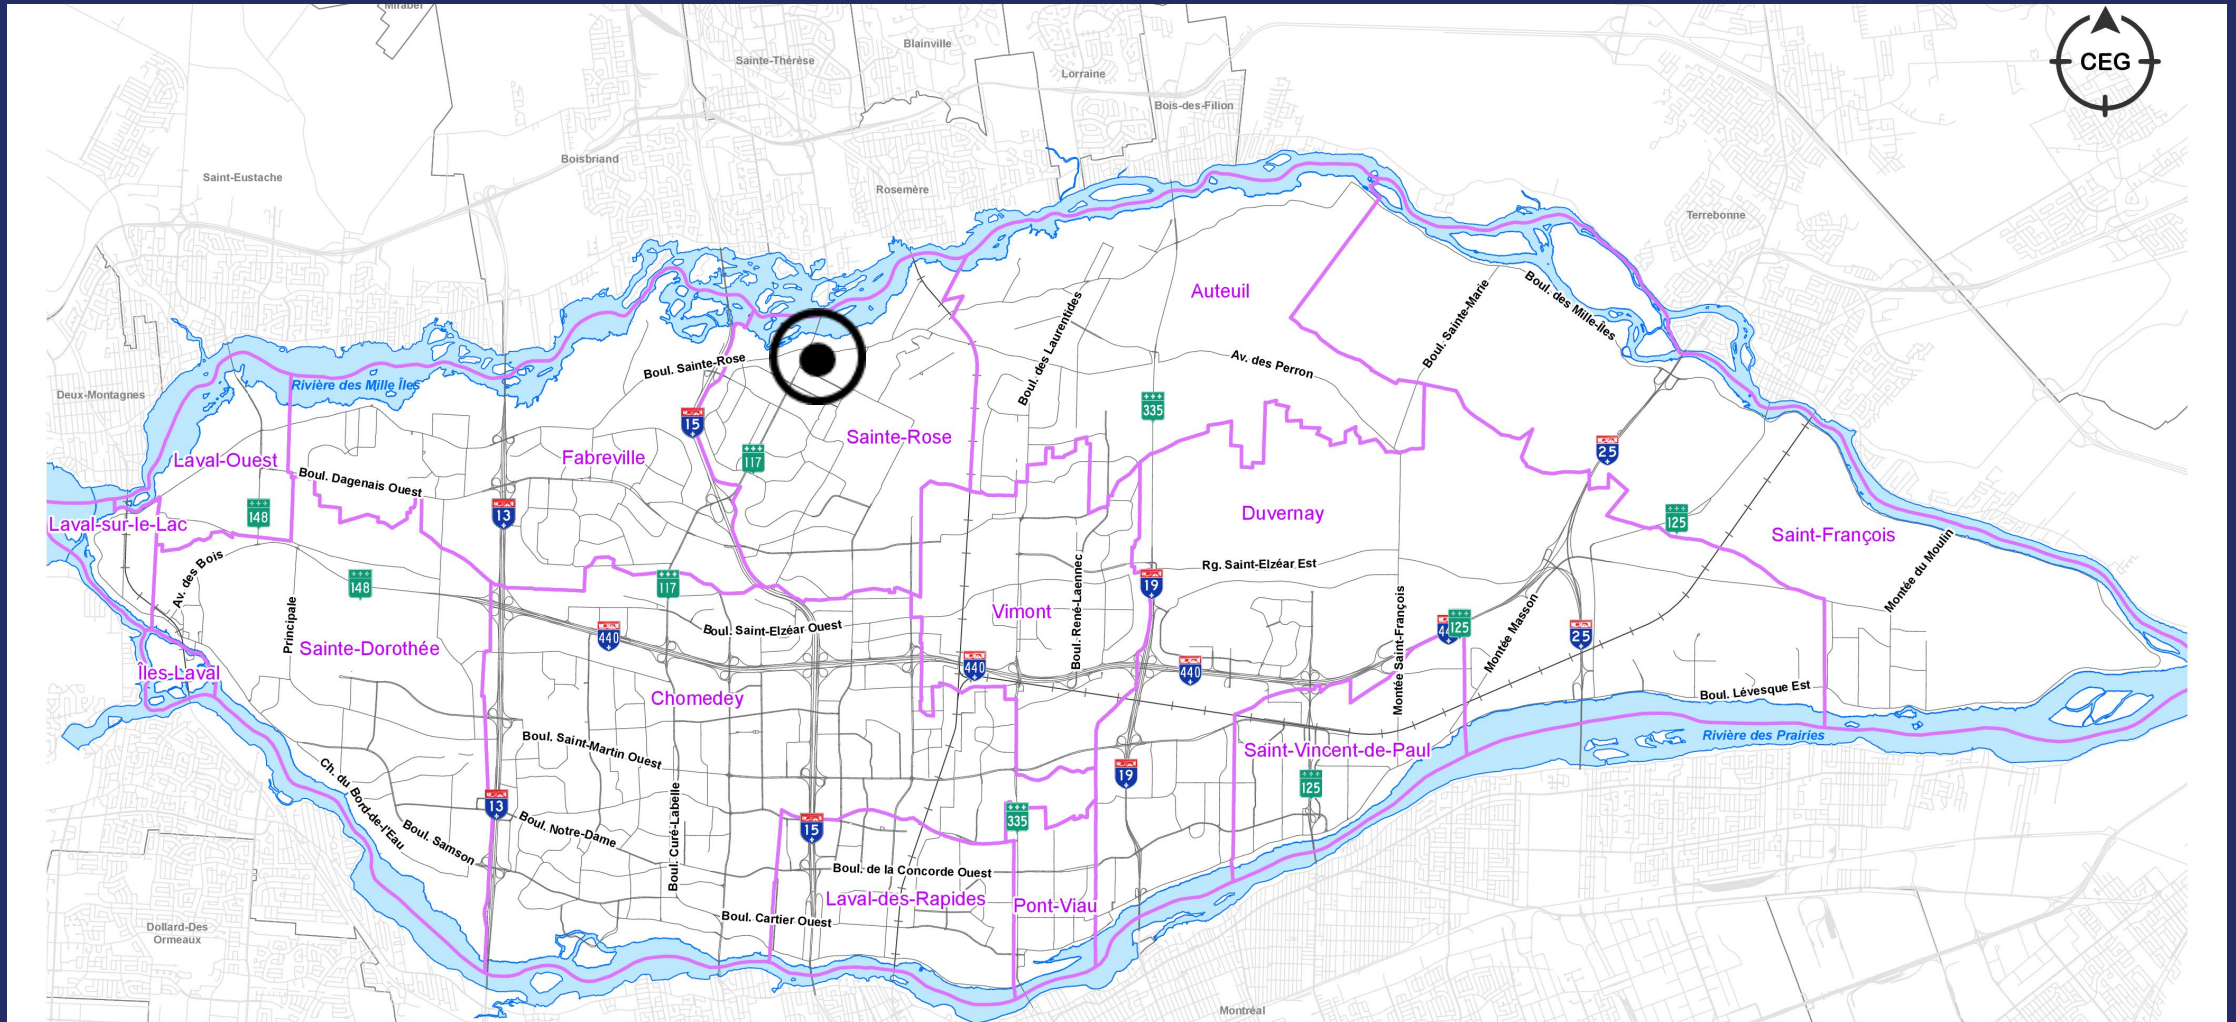 Mirabel
Blainville
Sainte-Thérèse
Lorraine
CEG
Bois-des-Filion
Boisbriand
Saint-Eustache
Rosemère
Terrebonne
Auteuil
Boul. des Mille-Îles
Boul. Sainte-Marie
Boul. des Laurentides
Boul. Sainte-Rose
Av. des Perron
Rivière des Mille Îles
Deux-Montagnes
335
15
Sainte-Rose
25
117
Fabreville
Laval-Ouest
Boul. Dagenais Ouest
148
13
Duvernay
125
Laval-sur-le-Lac
Saint-François
Montée du Moulin
Av. des Bois
148
117
Rg. Saint-Elzéar Est
19
Boul. René-Laennec
Vimont
Montée Saint-François
Montée Masson
Principale
440
Boul. Saint-Elzéar Ouest
125
25
Sainte-Dorothée
440
440
Îles-Laval
Chomedey
Boul. Lévesque Est
Rivière des Prairies
Boul. Saint-Martin Ouest
Saint-Vincent-de-Paul
19
125
Ch. du Bord-de-l'Eau
13
Boul. Curé-Labelle
335
15
Boul. Notre-Dame
Boul. Samson
Boul. de la Concorde Ouest
Laval-des-Rapides
Pont-Viau
Boul. Cartier Ouest
Dollard-Des
Ormeaux
Montréal